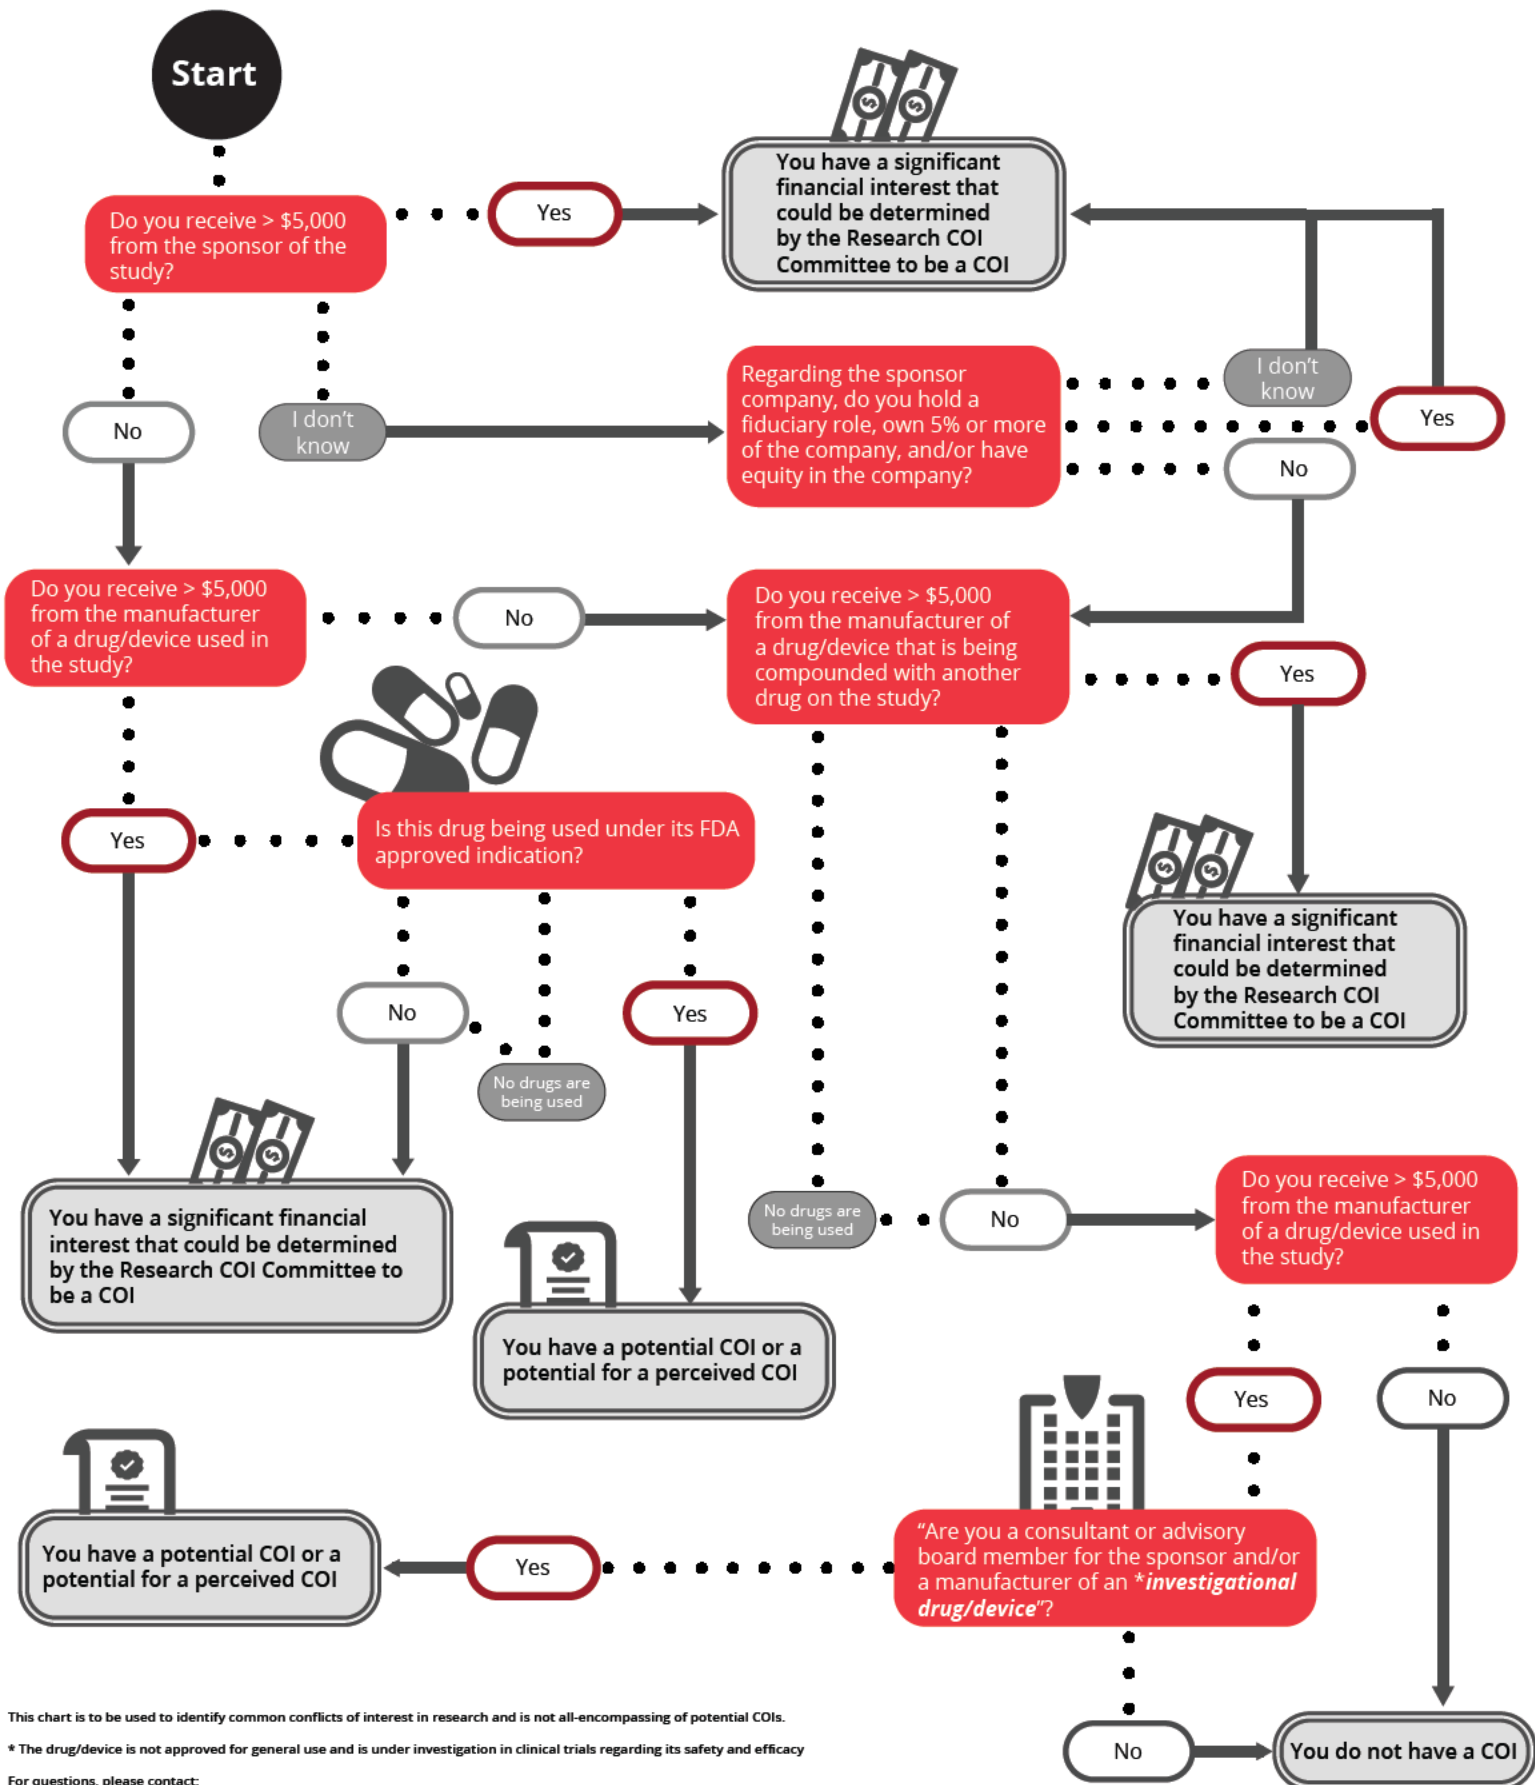 Start
Do you receive > $5,000
from the sponsor of the
study?
Yes
You have a significant
financial interest that
could be determined
by the Research COI
Committee to be a COI
No
I don't
know
Regarding the sponsor
company, do you hold a
fiduciary role, own 5% or more
of the company, and/or have
equity in the company?
I don't
know
Yes
No
Do you receive > $5,000
from the manufacturer
of a drug/device used in
the study?
No
Do you receive > $5,000
from the manufacturer of
a drug/device that is being
compounded with another
drug on the study?
Yes
Yes
Is this drug being used under its FDA
approved indication?
You have a significant
financial interest that
could be determined
by the Research COI
Committee to be a COI
No
Yes
No drugs are
being used
You have a significant financial
interest that could be determined
by the Research COI Committee to
be a COI
You have a potential COI or a
potential for a perceived COI
No drugs are
being used
No
Do you receive > $5,000
from the manufacturer
of a drug/device used in
the study?
Yes
No
"Are you a consultant or advisory
board member for the sponsor and/or
a manufacturer of an *investigational
drug/device"?
Yes
You have a potential COI or a
potential for a perceived COI
No
You do not have a COI
This chart is to be used to identify common conflicts of interest in research and is not all-encompassing of potential COIs.
* The drug/device is not approved for general use and is under investigation in clinical trials regarding its safety and efficacy
For questions, please contact: